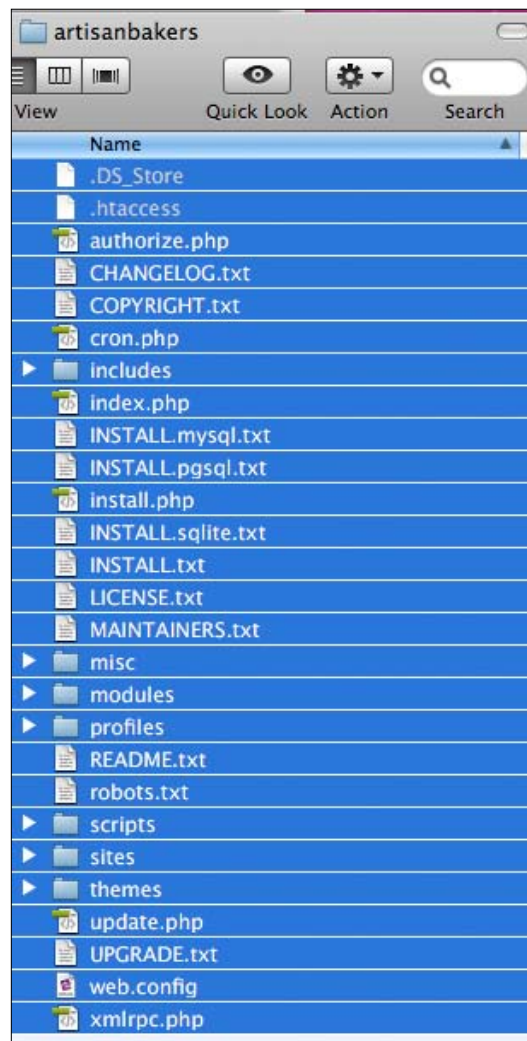 artisanbakers
View Quick Look Action Search
Name
.DS_Store
.htaccess
authorize.php
CHANGELOG.txt
COPYRIGHT.txt
cron.php
includes
index.php
INSTALL.mysql.txt
INSTALL.pgsql.txt
install.php
INSTALL.sqlite.txt
INSTALL.txt
LICENSE.txt
MAINTAINERS.txt
misc
modules
profiles
README.txt
robots.txt
scripts
sites
themes
update.php
UPGRADE.txt
web.config
xmlrpc.php